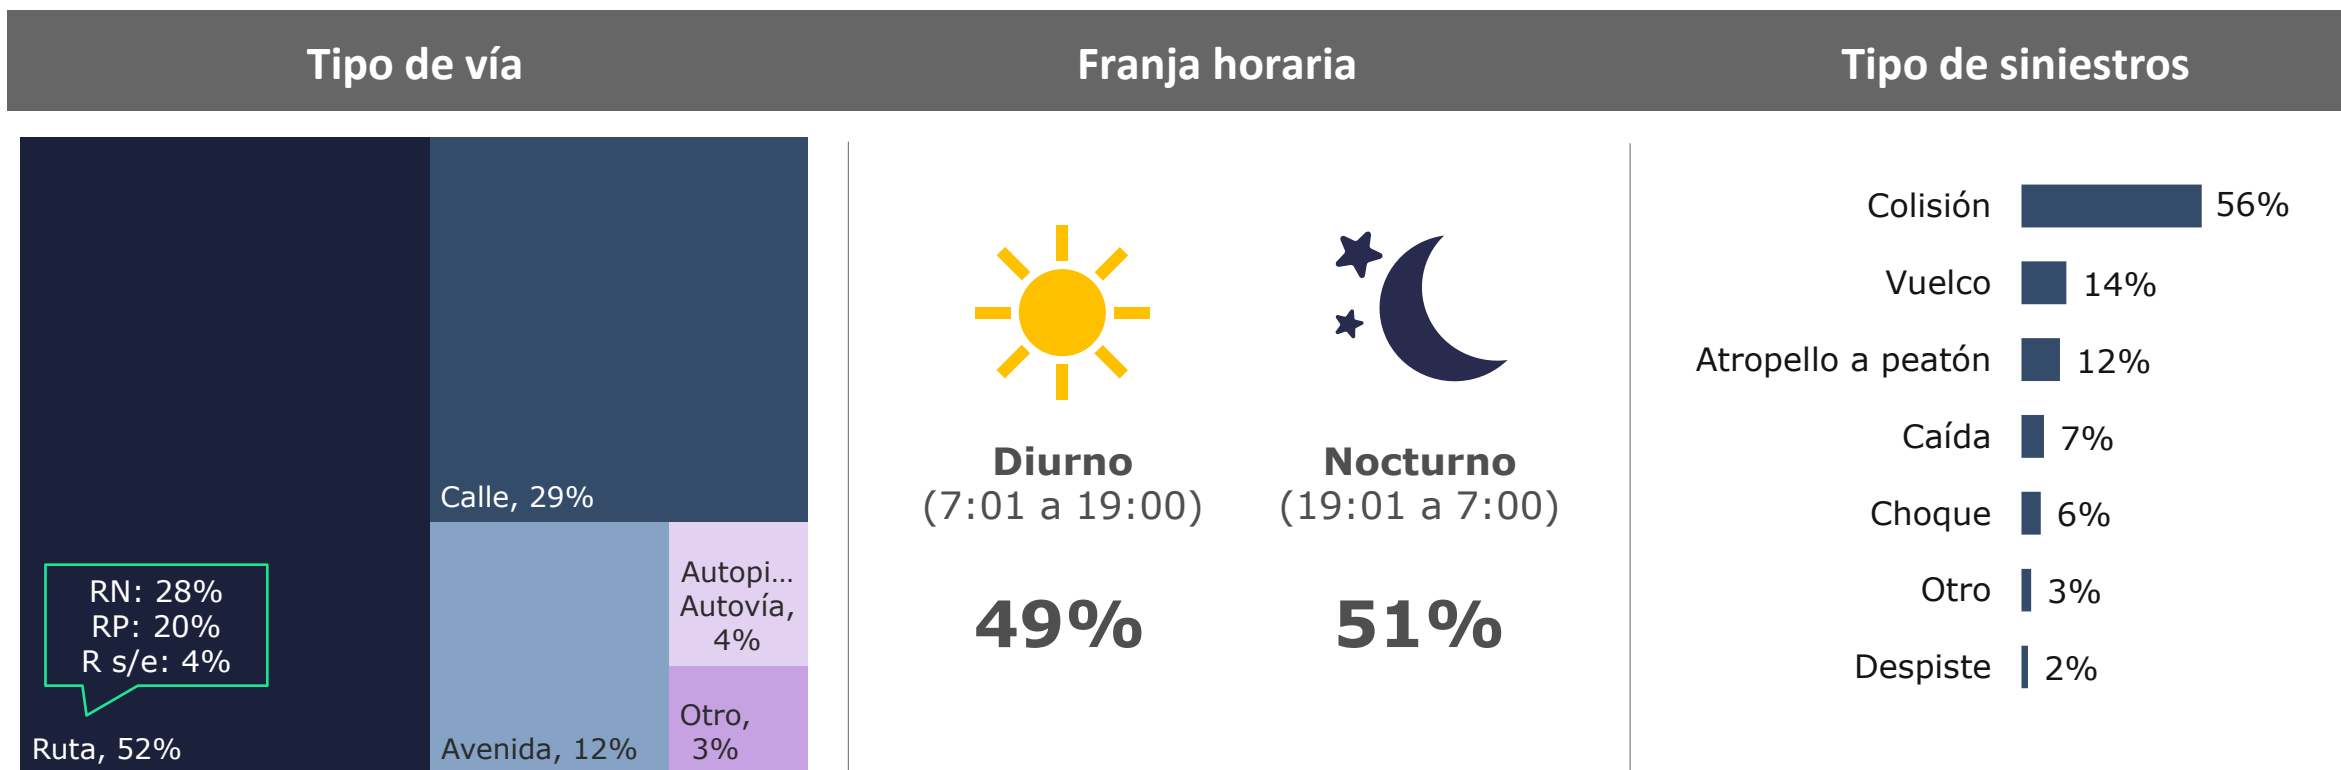 Tipo de vía
Franja horaria
Tipo de siniestros
Calle, 29%
RN: 28%
RP: 20%
R s/e: 4%
Ruta, 52%
Avenida, 12%
Autopi...
Autovía,
4%
Otro,
3%
Diurno
(7:01 a 19:00)
49%
Nocturno
(19:01 a 7:00)
51%
Colisión 56%
Vuelco 14%
Atropello a peatón 12%
Caída 7%
Choque 6%
Otro 3%
Despiste 2%